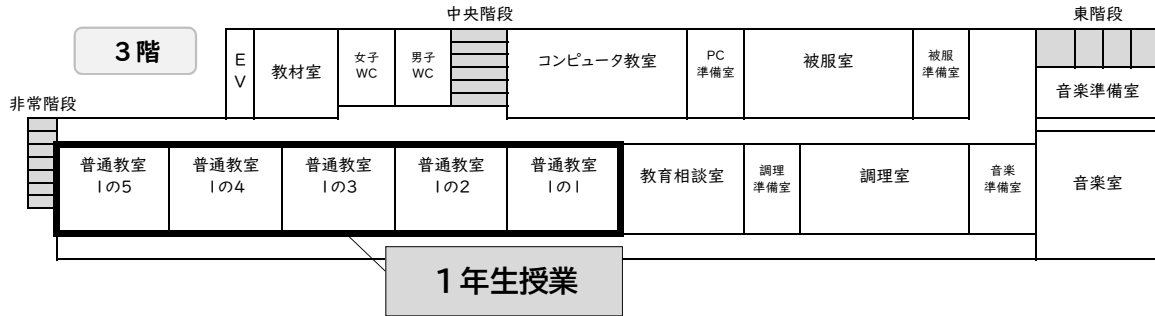 中央階段
東階段
3階
E
V
教材室
女子
WC
男子
WC
コンピュータ教室
PC
準備室
被服室
被服
準備室
音楽準備室
非常階段
普通教室
1の5
普通教室
1の4
普通教室
1の3
普通教室
1の2
普通教室
1の1
教育相談室
調理
準備室
調理室
音楽
準備室
音楽室
1年生授業